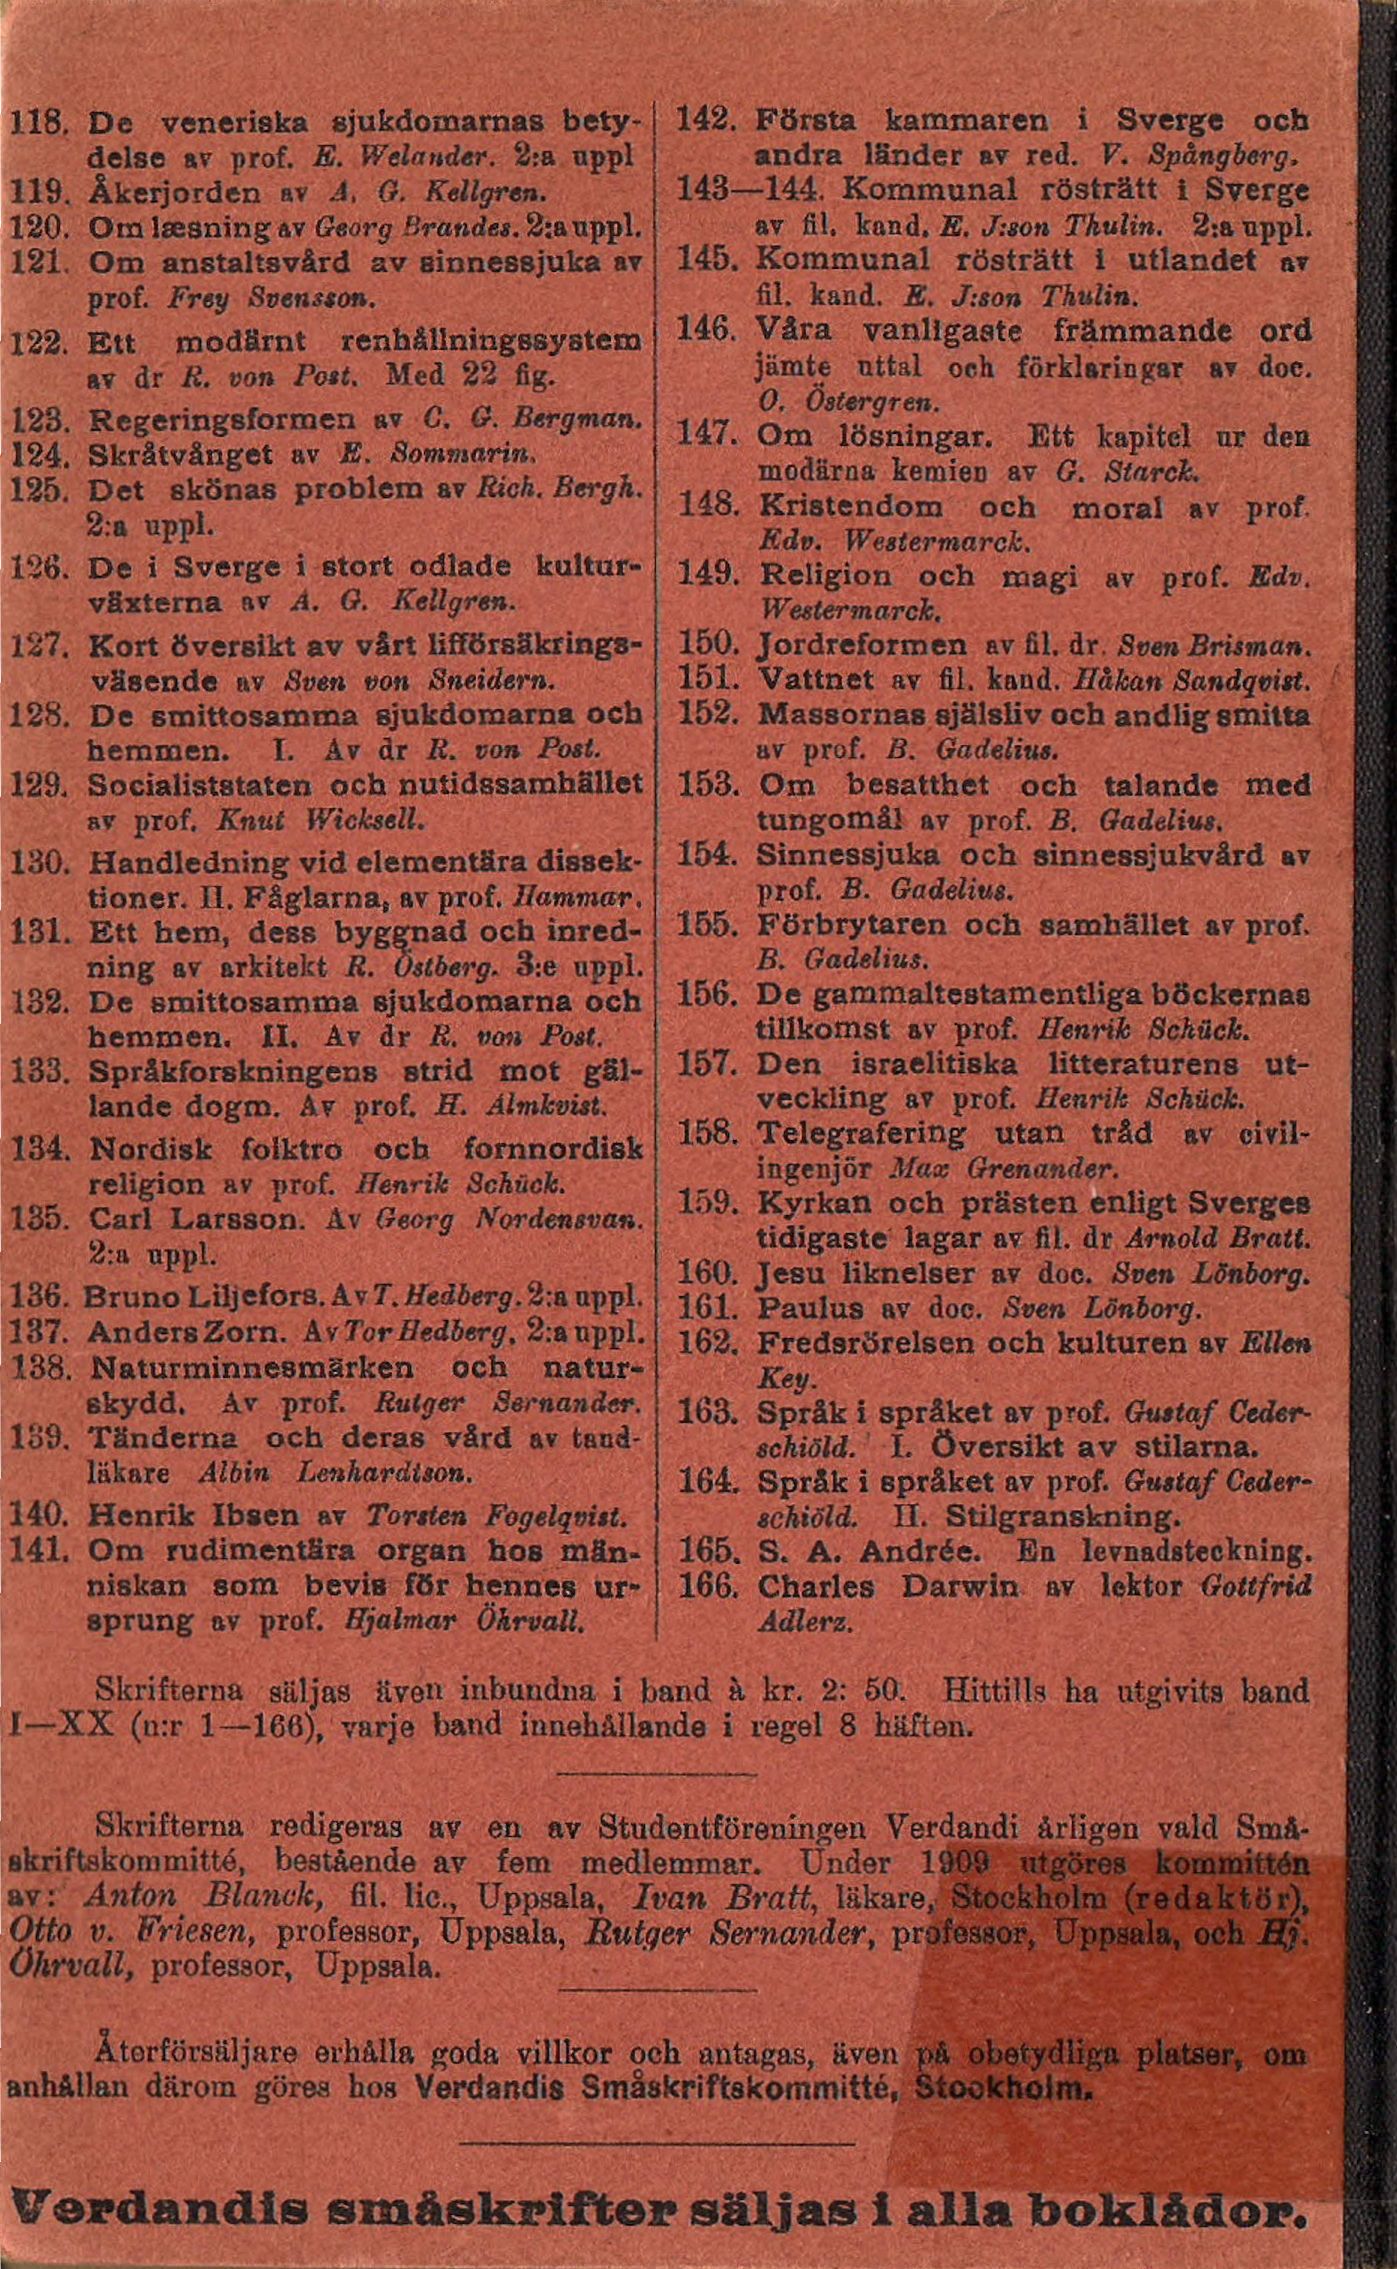 118. De veneriska sjukdomarnas bety-
delse av prof. E. Welander. 2:a uppl
119. Åkerjorden av A. G. Kellgren.
120. Om læsning av Georg Brandes. 2:a uppl.
121. Om anstaltsvård av sinnessjuka av
prof. Frey Svensson.
122. Ett modärnt renhållningssystem
av dr R. von Post. Med 22 fig.
123. Regeringsformen av C. G. Bergman.
124. Skråtvånget av E. Sommarin.
125. Det skönas problem av Rich. Bergh.
2:a uppl.
126. De i Sverge i stort odlade kultur-
växterna av A. G. Kellgren.
127. Kort översikt av vårt lifförsäkrings-
väsende av Sven von Sneidern.
128. De smittosamma sjukdomarna och
hemmen. I. Av dr R. von Post.
129. Socialiststaten och nutidssamhället
av prof. Knut Wicksell.
130. Handledning vid elementära dissek-
tioner. II. Fåglarna, av prof. Hammar.
131. Ett hem, dess byggnad och inred-
ning av arkitekt R. Östberg. 3:e uppl.
132. De smittosamma sjukdomarna och
hemmen. II. Av dr R. von Post.
133. Språkforskningens strid mot gäl-
lande dogm. Av prof. H. Almkvist.
134. Nordisk folktro och fornnordisk
religion av prof. Henrik Schück.
135. Carl Larsson. Av Georg Nordensvan.
2:a uppl.
136. Bruno Liljefors. Av T. Hedberg. 2:a uppl.
137. Anders Zorn. Av Tor Hedberg, 2:a uppl.
138. Naturminnesmärken och natur-
skydd. Av prof. Rutger Sernander.
139. Tänderna och deras vård av tand-
läkare Albin Lenhardtson.
140. Henrik Ibsen av Torsten Fogelqvist.
141. Om rudimentära organ hos män-
niskan som bevis för hennes ur-
sprung av prof. Hjalmar Öhrvall.
142. Första kammaren i Sverge och
andra länder av red. V. Spångberg.
143—144. Kommunal rösträtt i Sverge
av fil. kand. E. J:son Thulin. 2:a uppl.
145. Kommunal rösträtt i utlandet av
fil. kand. E. J:son Thulin.
146. Våra vanligaste främmande ord
jämte uttal och förklaringar av doc.
O. Östergren.
147. Om lösningar. Ett kapitel ur den
modärna kemien av G. Starck.
148. Kristendom och moral av prof.
Edv. Westermarck.
149. Religion och magi av prof. Edv.
Westermarck.
150. Jordreformen av fil. dr. Sven Brisman.
151. Vattnet av fil. kand. Håkan Sandqvist.
152. Massornas själsliv och andlig smitta
av prof. B. Gadelius.
153. Om besatthet och talande med
tungomål av prof. B. Gadelius.
154. Sinnessjuka och sinnessjukvård av
prof. B. Gadelius.
155. Förbrytaren och samhället av prof.
B. Gadelius.
156. De gammaltestamentliga böckernas
tillkomst av prof. Henrik Schück.
157. Den israelitiska litteraturens ut-
veckling av prof. Henrik Schück.
158. Telegrafering utan tråd av civil-
ingenjör Max Grenander.
159. Kyrkan och prästen enligt Sverges
tidigaste lagar av fil. dr Arnold Bratt.
160. Jesu liknelser av doc. Sven Lönborg.
161. Paulus av doc. Sven Lönborg.
162. Fredsrörelsen och kulturen av Ellen
Key.
163. Språk i språket av prof. Gustaf Ceder-
schiöld. I. Översikt av stilarna.
164. Språk i språket av prof. Gustaf Ceder-
schiöld. II. Stilgranskning.
165. S. A. Andrée. En levnadsteckning.
166. Charles Darwin av lektor Gottfrid
Adlerz.
Skrifterna säljas även inbundna i band à kr. 2: 50. Hittills ha utgivits band
I—XX (n:r 1—166), varje band innehållande i regel 8 häften.
Skrifterna redigeras av en av Studentföreningen Verdandi årligen vald Små-
skriftskommitté, bestående av fem medlemmar. Under 1909 utgöres kommittén
av: Anton Blanck, fil. lic., Uppsala, Ivan Bratt, läkare, Stockholm (redaktör),
Otto v. Friesen, professor, Uppsala, Rutger Sernander, professor, Uppsala, och Hj.
Öhrvall, professor, Uppsala.
Återförsäljare erhålla goda villkor och antagas, även på obetydliga platser, om
anhållan därom göres hos Verdandis Småskriftskommitté, Stockholm.
Verdandis småskrifter säljas i alla boklådor.